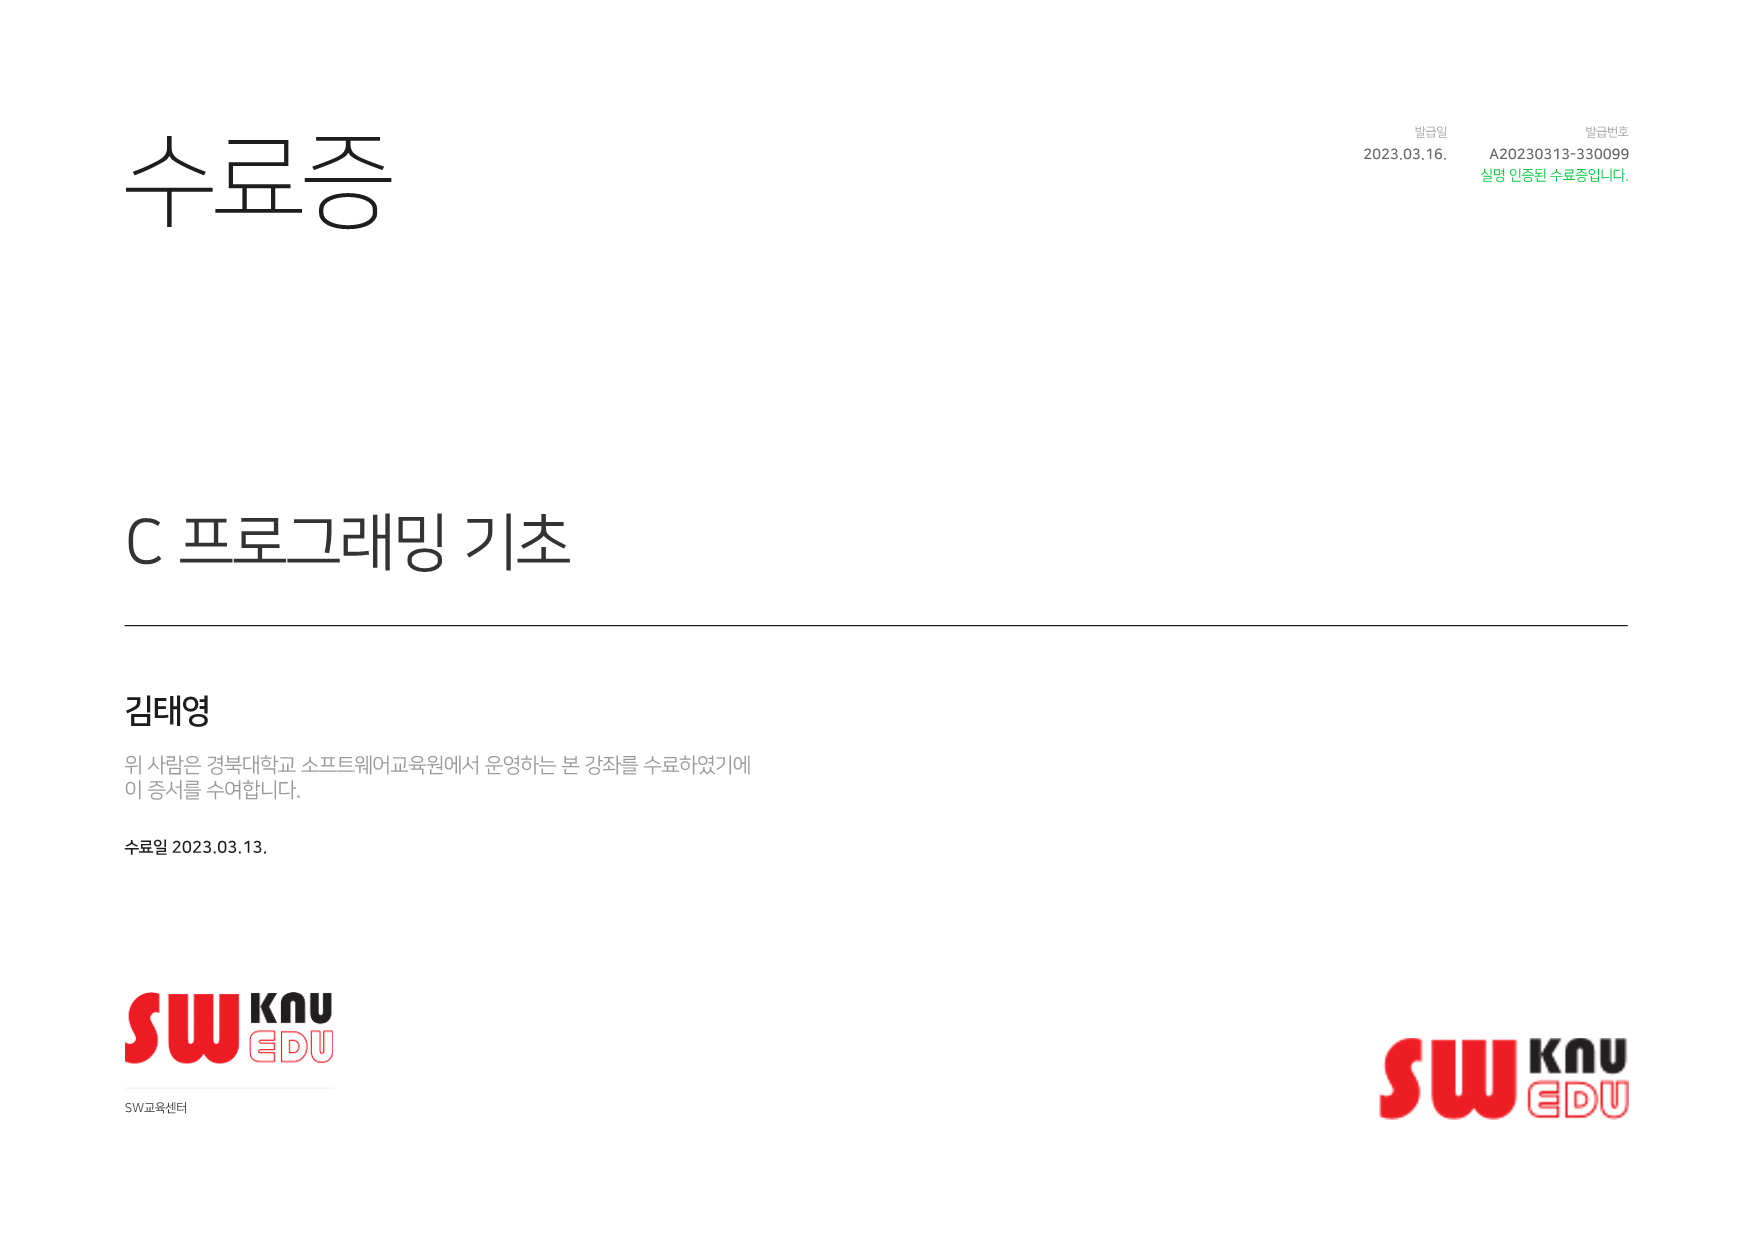 수료증
발급일
2023.03.16.
발급번호
A20230313-330099
실명 인증된 수료증입니다.
C 프로그래밍 기초
김태영
위 사람은 경북대학교 소프트웨어교육원에서 운영하는 본 강좌를 수료하였기에
이 증서를 수여합니다.
수료일 2023.03.13.
SW KNU
EDU
SW교육센터
SW KNU
EDU